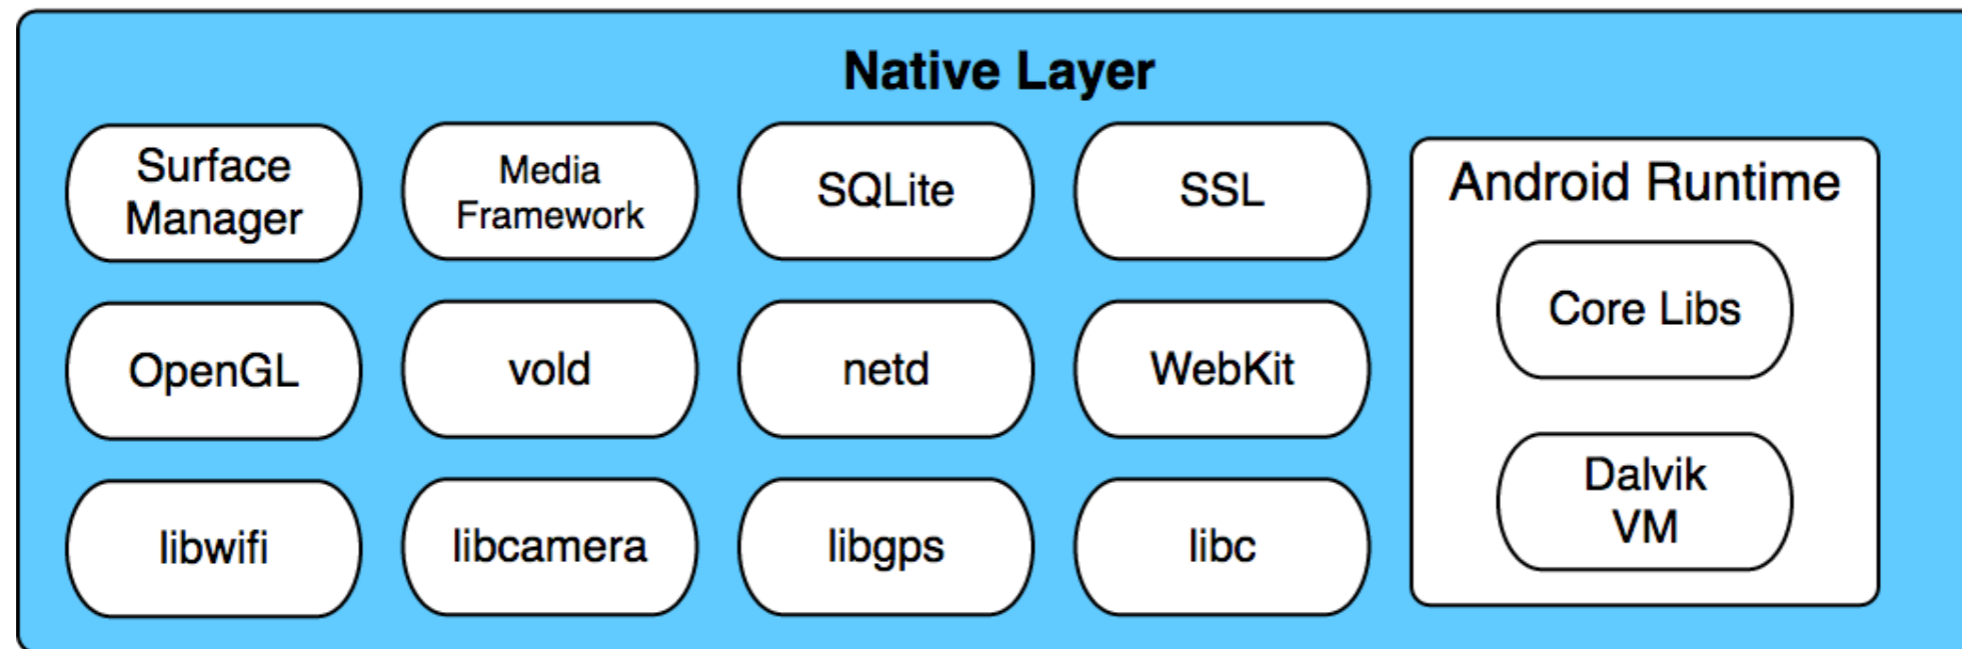 Native Layer
Surface
Manager
Media
Framework
SQLite
SSL
OpenGL
vold
netd
WebKit
libwifi
libcamera
libgps
libc
Android Runtime
Core Libs
Dalvik
VM